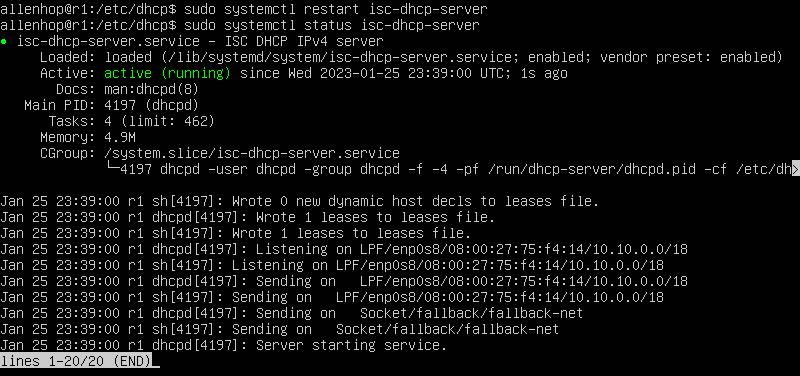 allenhop@r1:/etc/dhcp$ sudo systemctl restart isc-dhcp-server
allenhop@r1:/etc/dhcp$ sudo systemctl status isc-dhcp-server
● isc-dhcp-server.service - ISC DHCP IPv4 server
     Loaded: loaded (/lib/systemd/system/isc-dhcp-server.service; enabled; vendor preset: enabled)
     Active: active (running) since Wed 2023-01-25 23:39:00 UTC; 1s ago
       Docs: man:dhcpd(8)
   Main PID: 4197 (dhcpd)
      Tasks: 4 (limit: 462)
     Memory: 4.9M
     CGroup: /system.slice/isc-dhcp-server.service
             └─4197 dhcpd -user dhcpd -group dhcpd -f -4 -pf /run/dhcp-server/dhcpd.pid -cf /etc/dh>
Jan 25 23:39:00 r1 sh[4197]: Wrote 0 new dynamic host decls to leases file.
Jan 25 23:39:00 r1 dhcpd[4197]: Wrote 1 leases to leases file.
Jan 25 23:39:00 r1 sh[4197]: Wrote 1 leases to leases file.
Jan 25 23:39:00 r1 dhcpd[4197]: Listening on LPF/enp0s8/08:00:27:75:f4:14/10.10.0.0/18
Jan 25 23:39:00 r1 sh[4197]: Listening on LPF/enp0s8/08:00:27:75:f4:14/10.10.0.0/18
Jan 25 23:39:00 r1 dhcpd[4197]: Sending on   LPF/enp0s8/08:00:27:75:f4:14/10.10.0.0/18
Jan 25 23:39:00 r1 sh[4197]: Sending on   LPF/enp0s8/08:00:27:75:f4:14/10.10.0.0/18
Jan 25 23:39:00 r1 dhcpd[4197]: Sending on   Socket/fallback/fallback-net
Jan 25 23:39:00 r1 sh[4197]: Sending on   Socket/fallback/fallback-net
Jan 25 23:39:00 r1 dhcpd[4197]: Server starting service.
lines 1-20/20 (END)